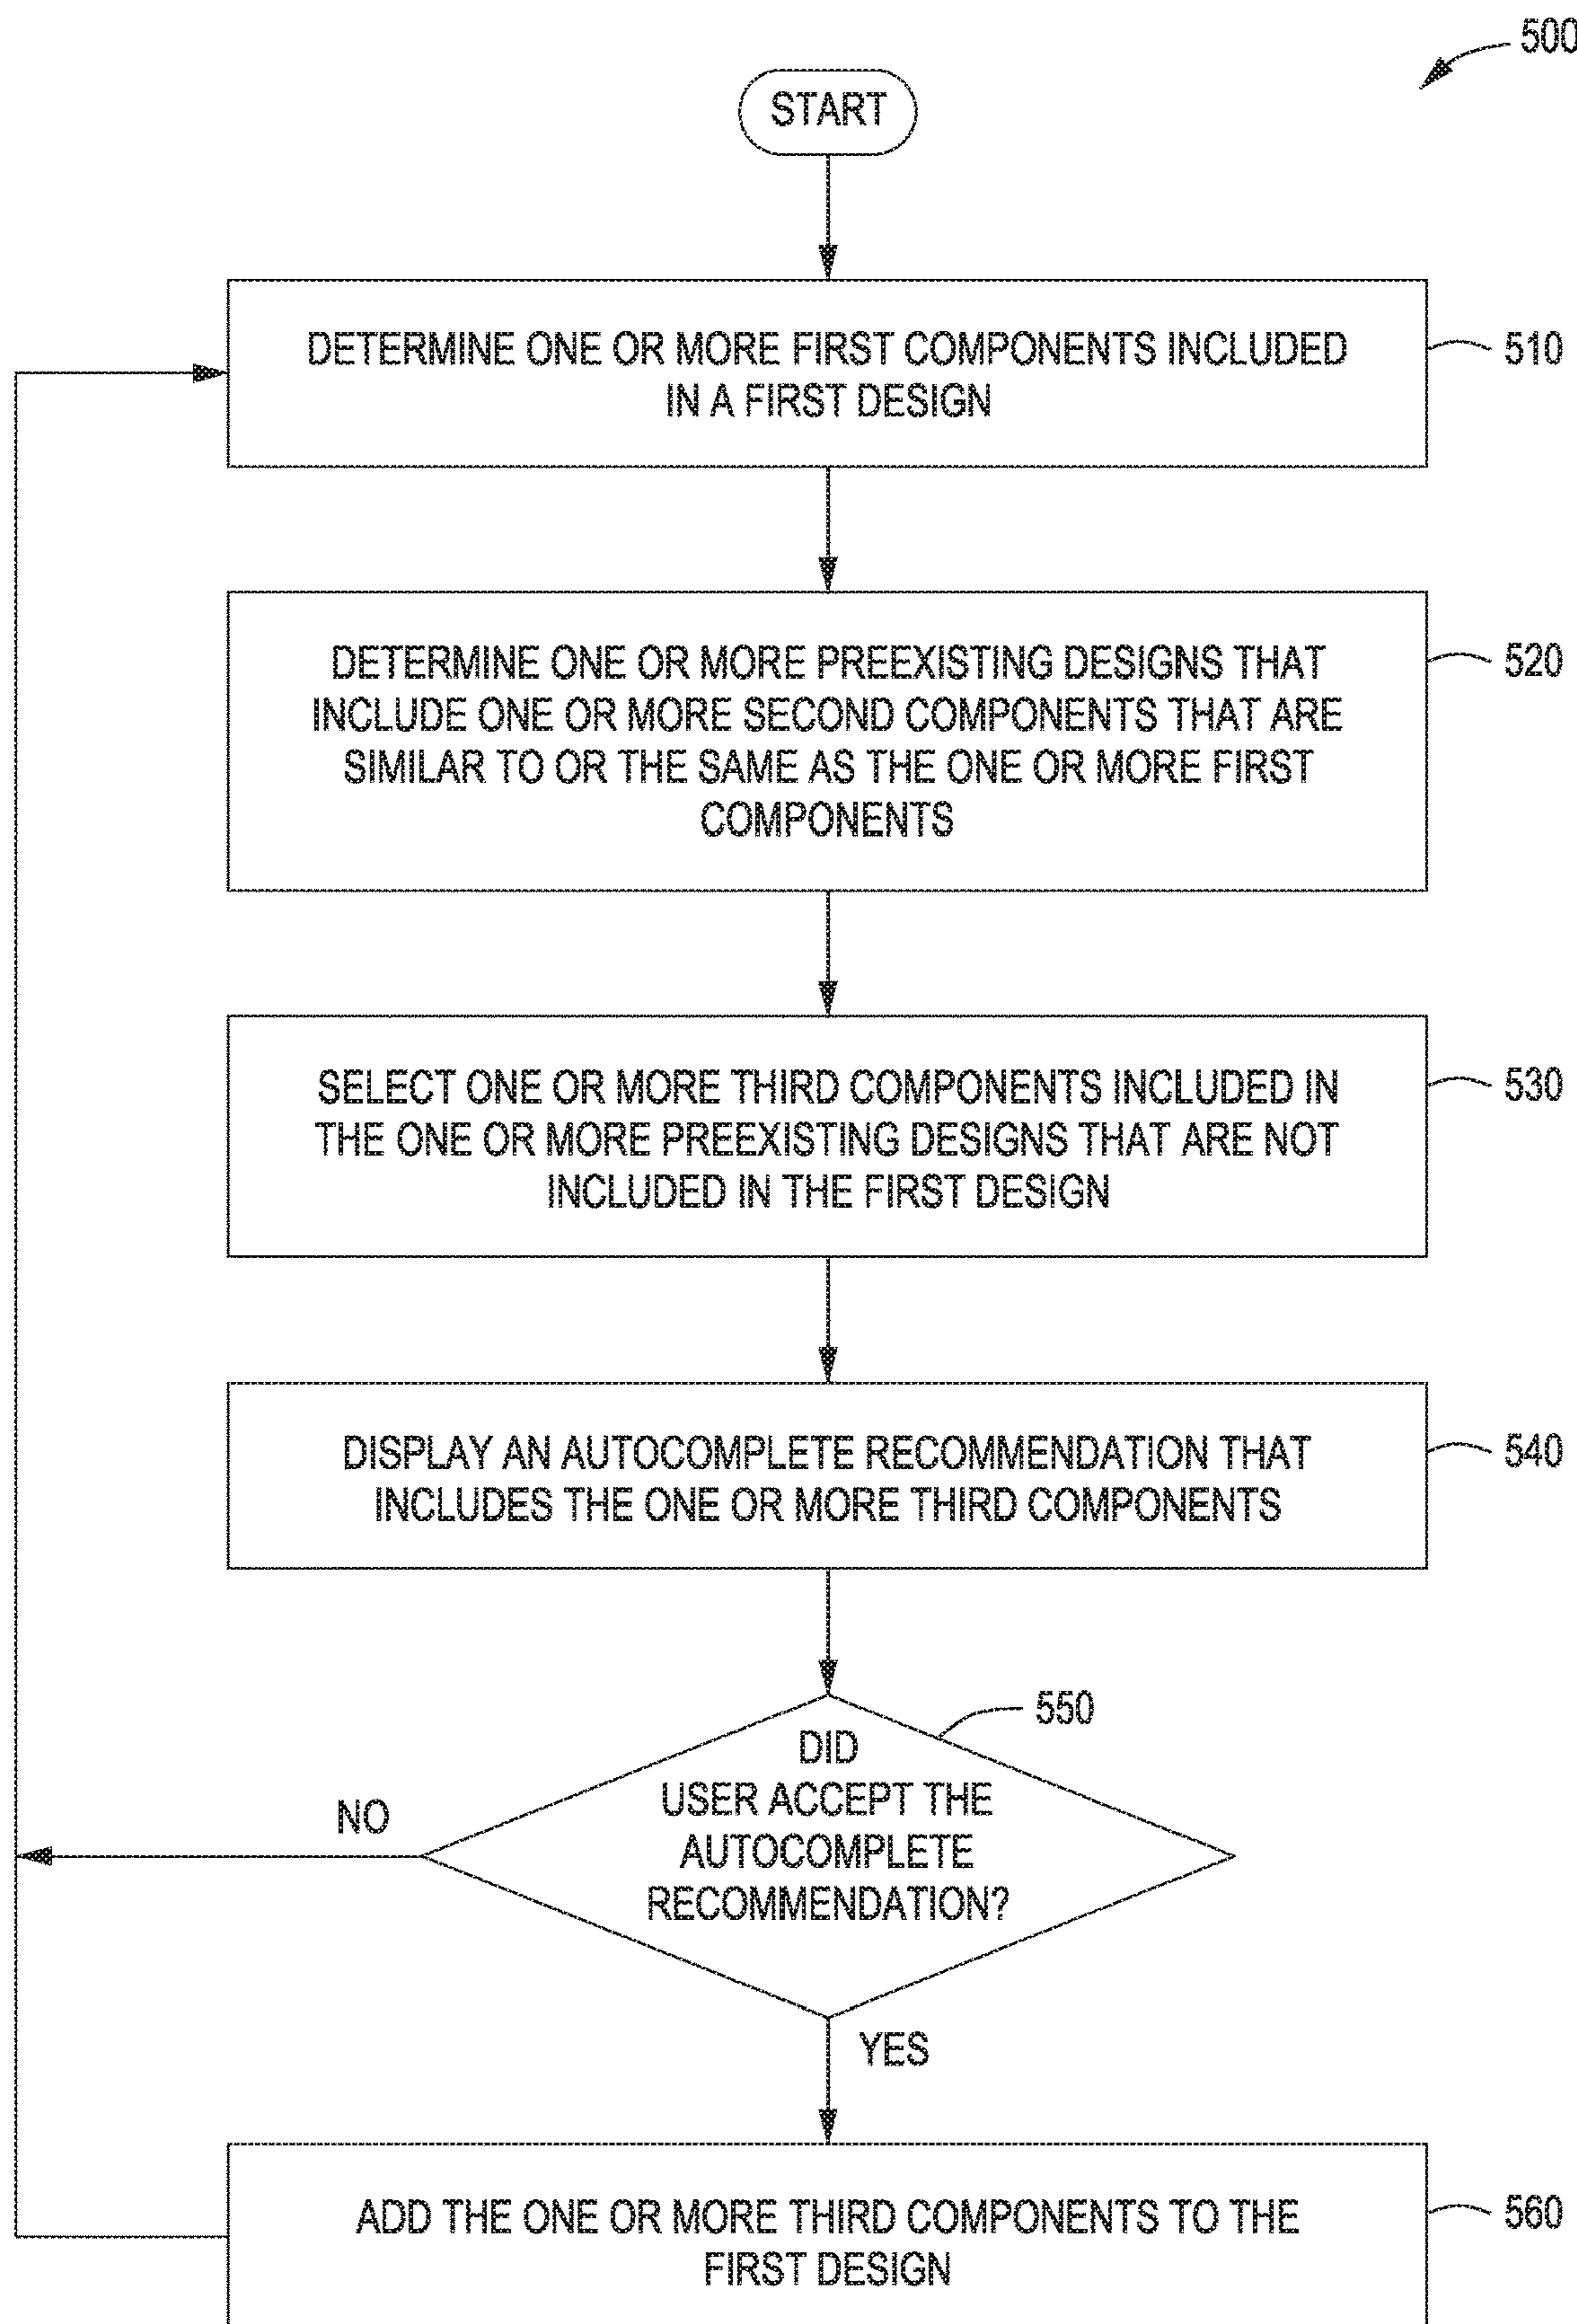 500
START
DETERMINE ONE OR MORE FIRST COMPONENTS INCLUDED
IN A FIRST DESIGN
510
DETERMINE ONE OR MORE PREEXISTING DESIGNS THAT
INCLUDE ONE OR MORE SECOND COMPONENTS THAT ARE
SIMILAR TO OR THE SAME AS THE ONE OR MORE FIRST
COMPONENTS
520
SELECT ONE OR MORE THIRD COMPONENTS INCLUDED IN
THE ONE OR MORE PREEXISTING DESIGNS THAT ARE NOT
INCLUDED IN THE FIRST DESIGN
530
DISPLAY AN AUTOCOMPLETE RECOMMENDATION THAT
INCLUDES THE ONE OR MORE THIRD COMPONENTS
540
550
DID
USER ACCEPT THE
AUTOCOMPLETE
RECOMMENDATION?
NO
YES
ADD THE ONE OR MORE THIRD COMPONENTS TO THE
FIRST DESIGN
560